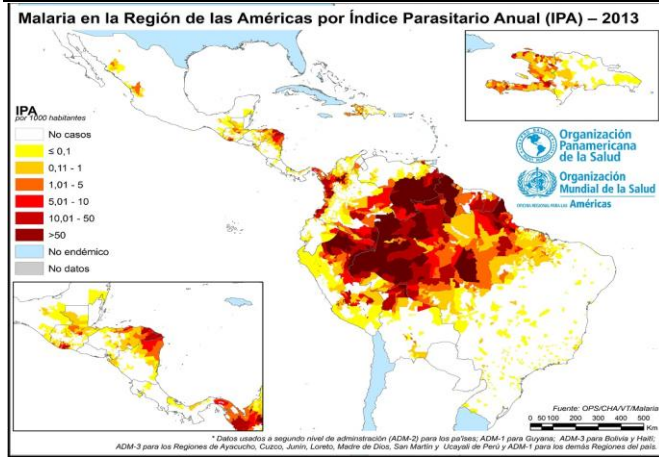 Malaria en la Región de las Américas por Índice Parasitario Anual (IPA) – 2013
IPA
por 1000 habitantes
No casos
≤ 0,1
0,11 - 1
1,01 - 5
5,01 - 10
10,01 - 50
>50
No endémico
No datos
Organización
Panamericana
de la Salud
Organización
Mundial de la Salud
OFICINA REGIONAL PARA LAS Américas
Fuente: OPS/CHA/VT/Malaria
0 50 100 200 300 400 500
Km
* Datos usados a segundo nivel de adminstración (ADM-2) para los países; ADM-1 para Guyana; ADM-3 para Bolivia y Haití;
ADM-3 para los Regiones de Ayacucho, Cuzco, Junín, Loreto, Madre de Dios, San Martín y Ucayali de Perú y ADM-1 para los demás Regiones del país.